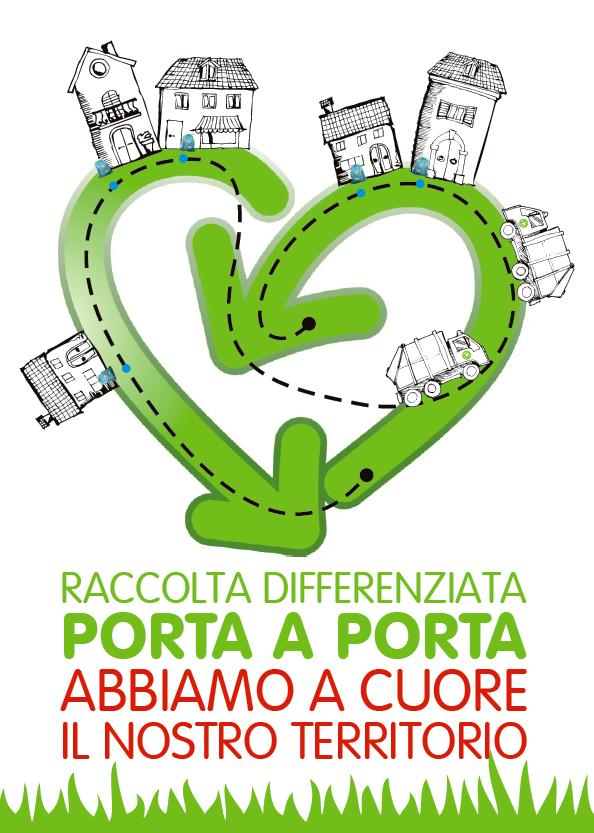 RACCOLTA DIFFERENZIATA
PORTA A PORTA
ABBIAMO A CUORE
IL NOSTRO TERRITORIO